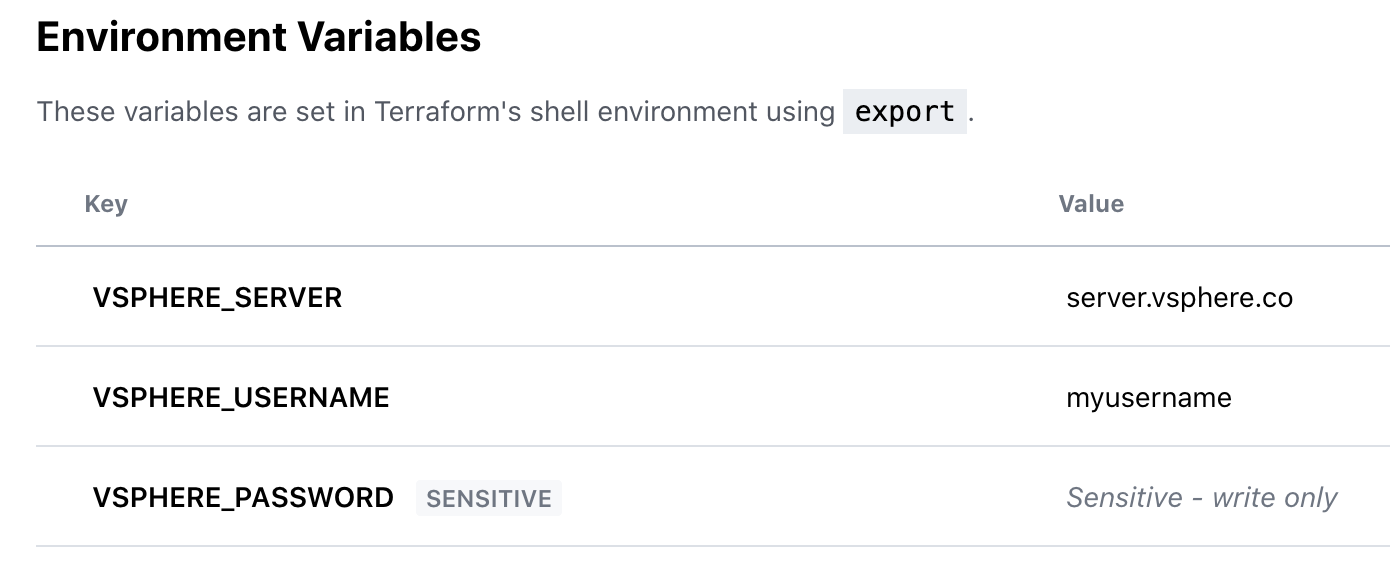 Environment Variables
These variables are set in Terraform's shell environment using export.
Key Value
VSPHERE_SERVER server.vsphere.co
VSPHERE_USERNAME myusername
VSPHERE_PASSWORD SENSITIVE Sensitive - write only